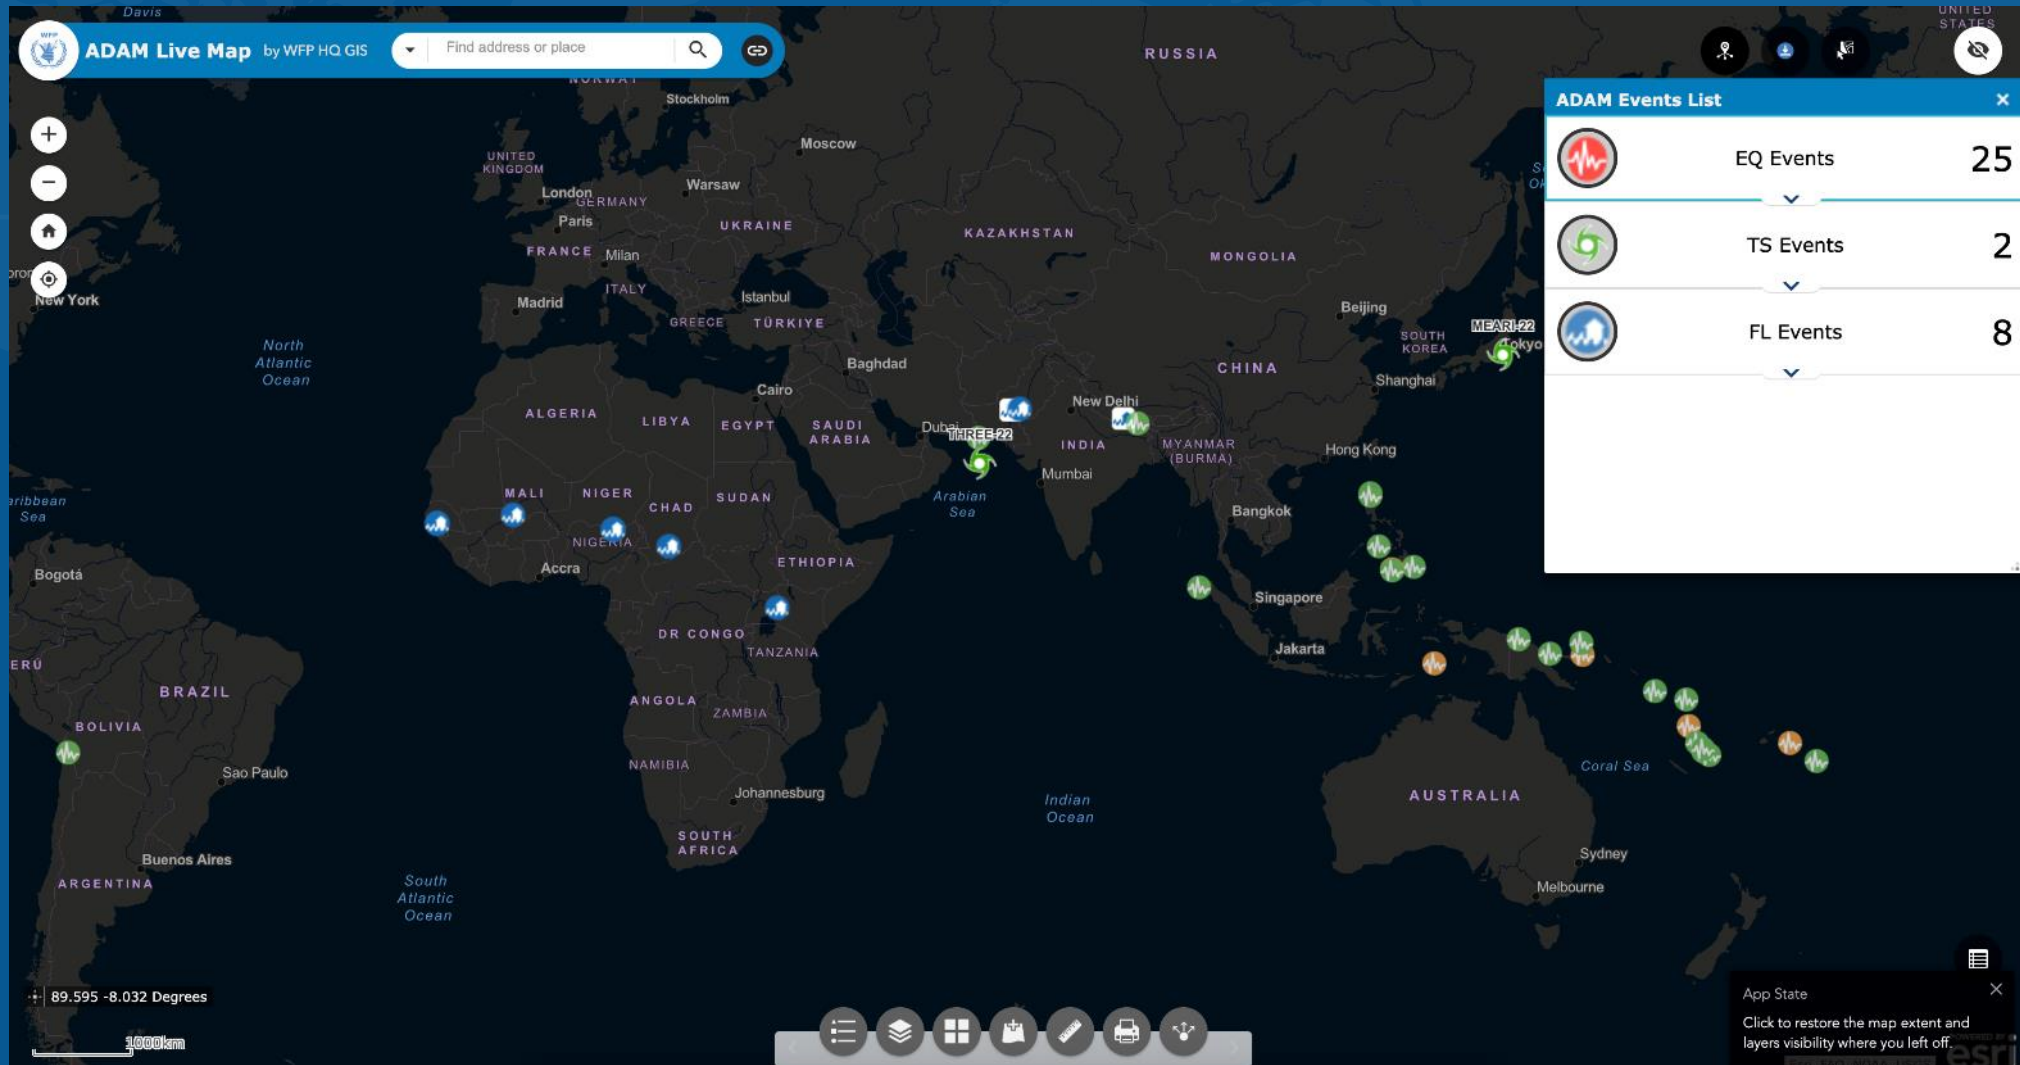 Davis
UNITED
STATES
WFP
ADAM Live Map by WFP HQ GIS
Find address or place
RUSSIA
NORWAY
Stockholm
ADAM Events List
EQ Events 25
TS Events 2
FL Events 8
Moscow
UNITED
KINGDOM
London
Warsaw
GERMANY
Paris
UKRAINE
KAZAKHSTAN
FRANCE
Milan
MONGOLIA
ITALY
New York
Madrid
Istanbul
Beijing
GREECE
TÜRKIYE
MEARI-22
SOUTH
KOREA
Tokyo
North
Atlantic
Ocean
Baghdad
CHINA
Shanghai
Cairo
New Delhi
ALGERIA
LIBYA
EGYPT
SAUDI
ARABIA
Dubai
THREE-22
INDIA
MYANMAR
(BURMA)
Hong Kong
Mumbai
MALI
NIGER
CHAD
SUDAN
Arabian
Sea
aribbean
Sea
Bangkok
NIGERIA
Accra
ETHIOPIA
Bogotá
Singapore
DR CONGO
TANZANIA
Jakarta
ERÚ
BRAZIL
ANGOLA
ZAMBIA
BOLIVIA
NAMIBIA
Coral Sea
Sao Paulo
Johannesburg
Indian
Ocean
AUSTRALIA
SOUTH
AFRICA
Buenos Aires
Sydney
ARGENTINA
South
Atlantic
Ocean
Melbourne
89.595 -8.032 Degrees
1000km
App State
Click to restore the map extent and
layers visibility where you left off.
POWERED BY
esri